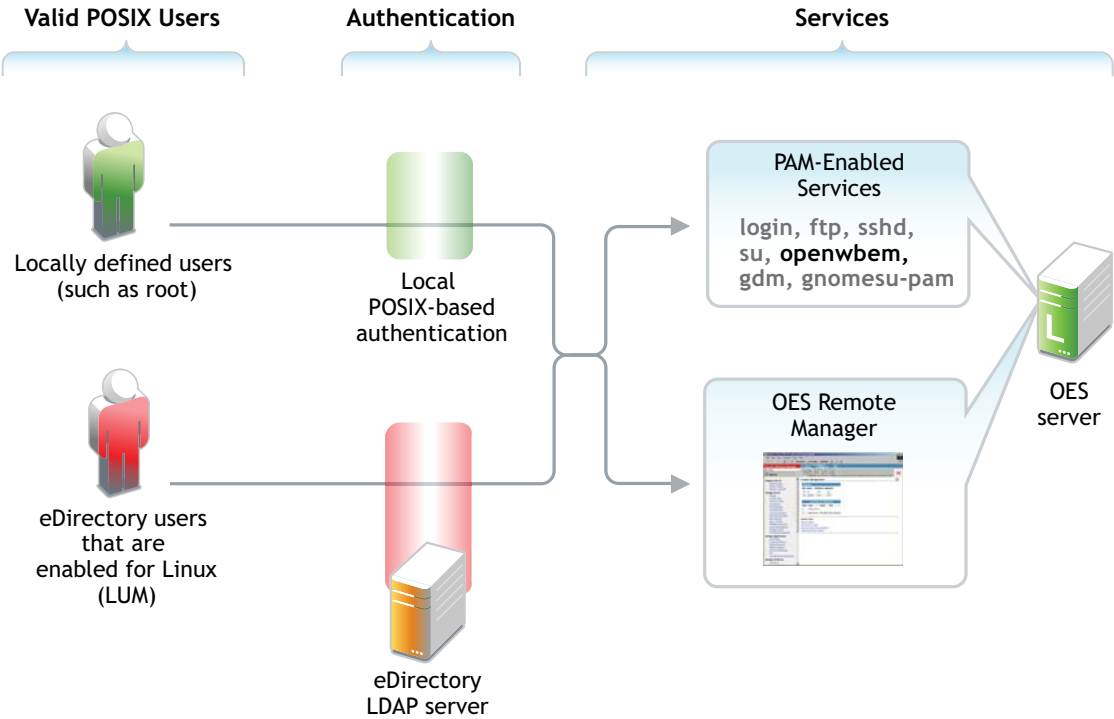 Valid POSIX Users
Authentication
Services
Locally defined users
(such as root)
Local
POSIX-based
authentication
PAM-Enabled
Services
login, ftp, sshd,
su, openwbem,
gdm, gnomesu-pam
L
OES
server
eDirectory users
that are
enabled for Linux
(LUM)
eDirectory
LDAP server
OES Remote
Manager